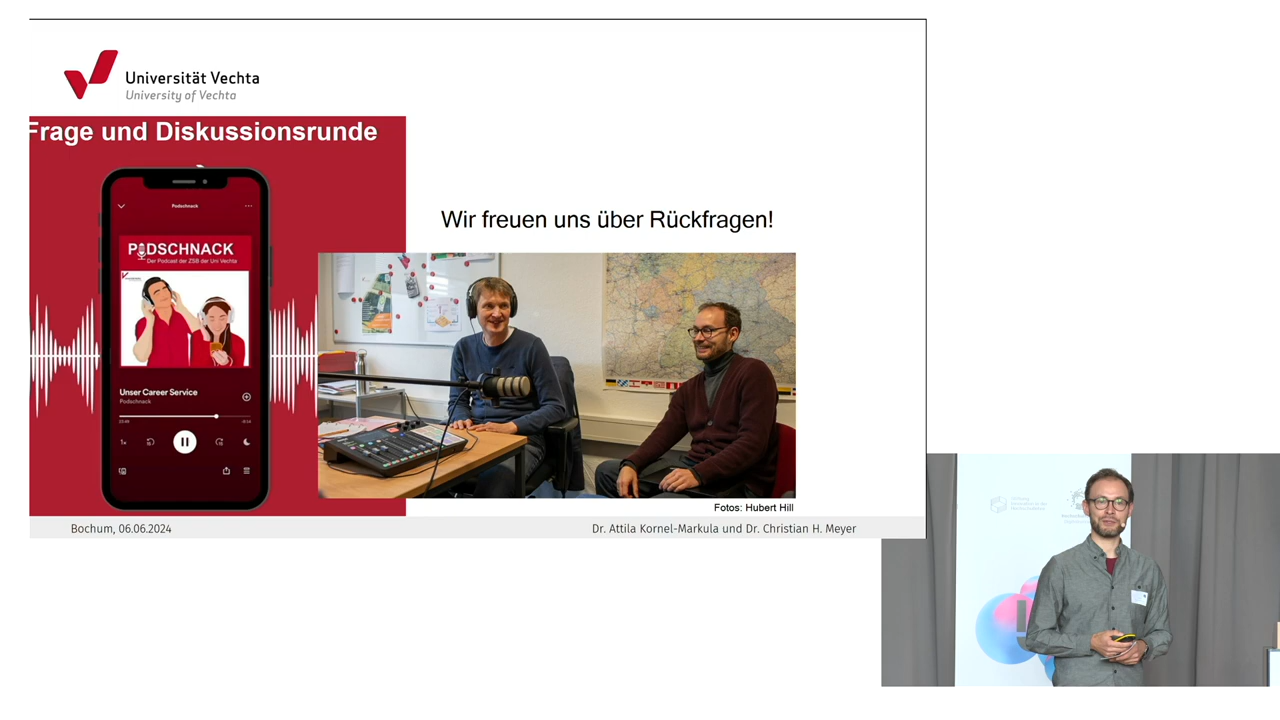 Universität Vechta
University of Vechta
Frage und Diskussionsrunde
Podschnack
PODSCHNACK
Der Podcast der ZSB der Uni Vechta
Unser Career Service
Podschnack
1x
Wir freuen uns über Rückfragen!
Fotos: Hubert Hill
Bochum, 06.06.2024
Dr. Attila Kornel-Markula und Dr. Christian H. Meyer